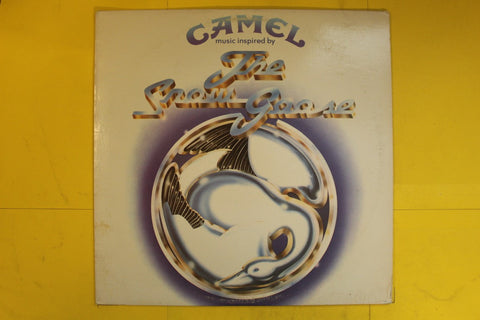 CAMEL
music inspired by
The
Snow Goose